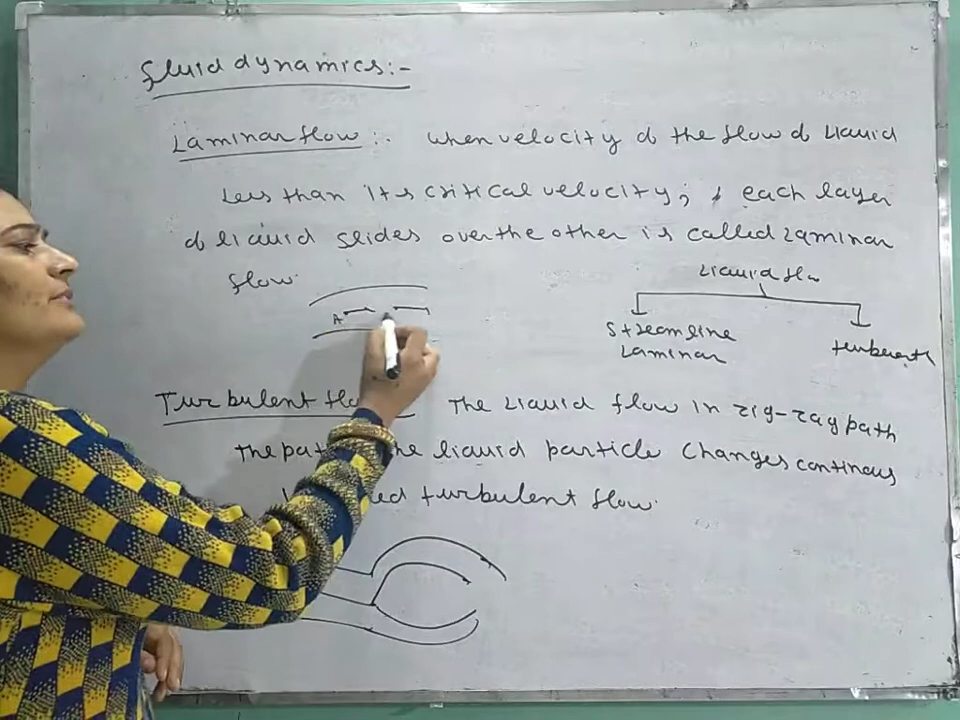 Fluid dynamics:-
Laminar flow :. when velocity of the flow of Liquid
Less than its critical velocity; each layer
of liquid slides over the other is called Laminar
flow.
Liquid flow
Streamline
Laminar
turbulent
A
Turbulent The Liquid flow in zig-zag path
The liquid particle changes continous
turbulent flow.